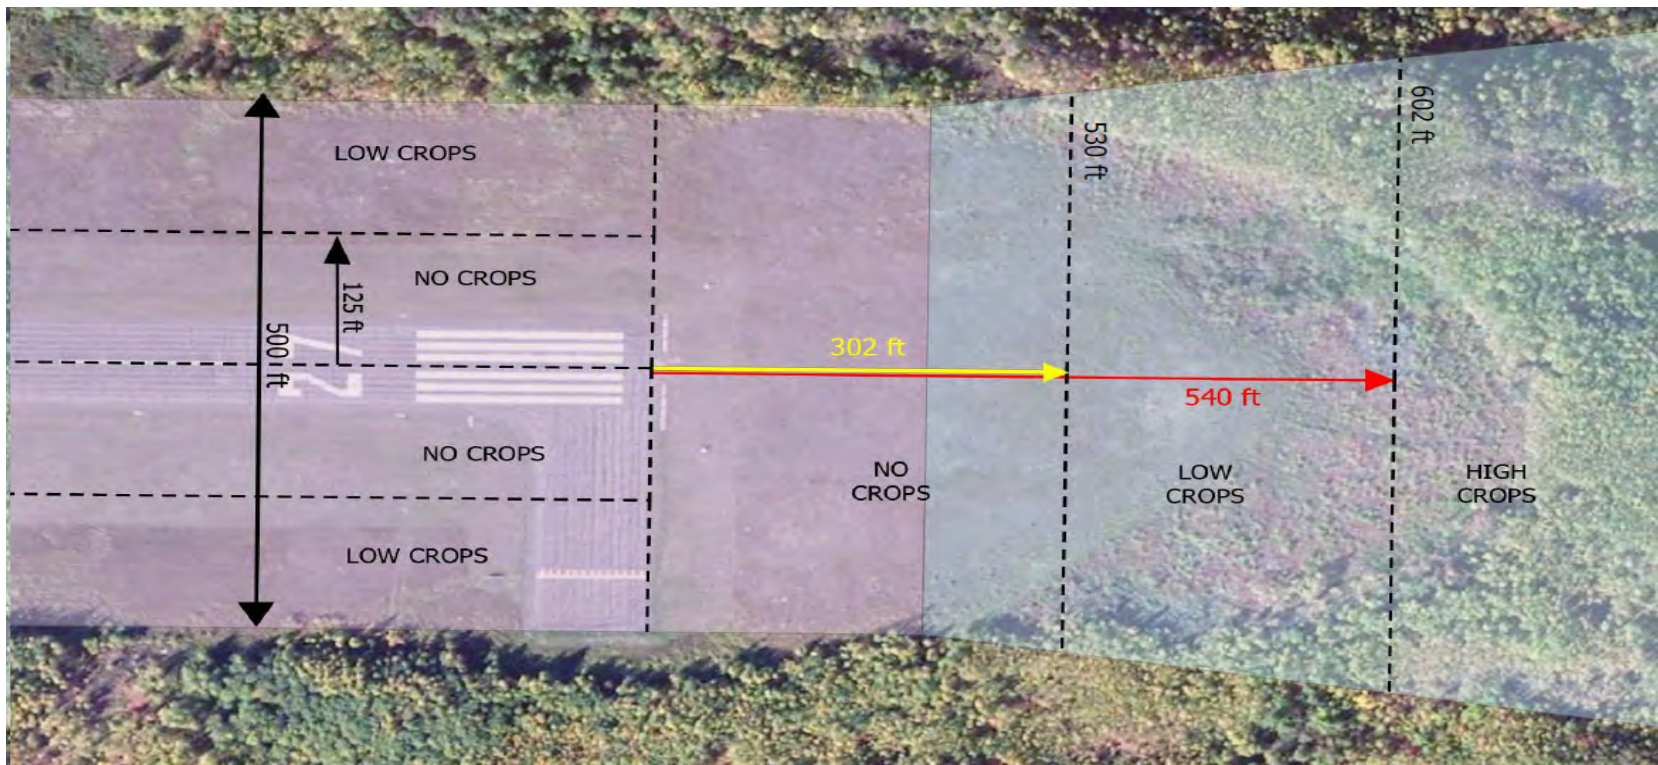 LOW CROPS
602 ft
530 ft
NO CROPS
125 ft
500 ft
302 ft
540 ft
NO CROPS
NO
CROPS
LOW
CROPS
HIGH
CROPS
LOW CROPS